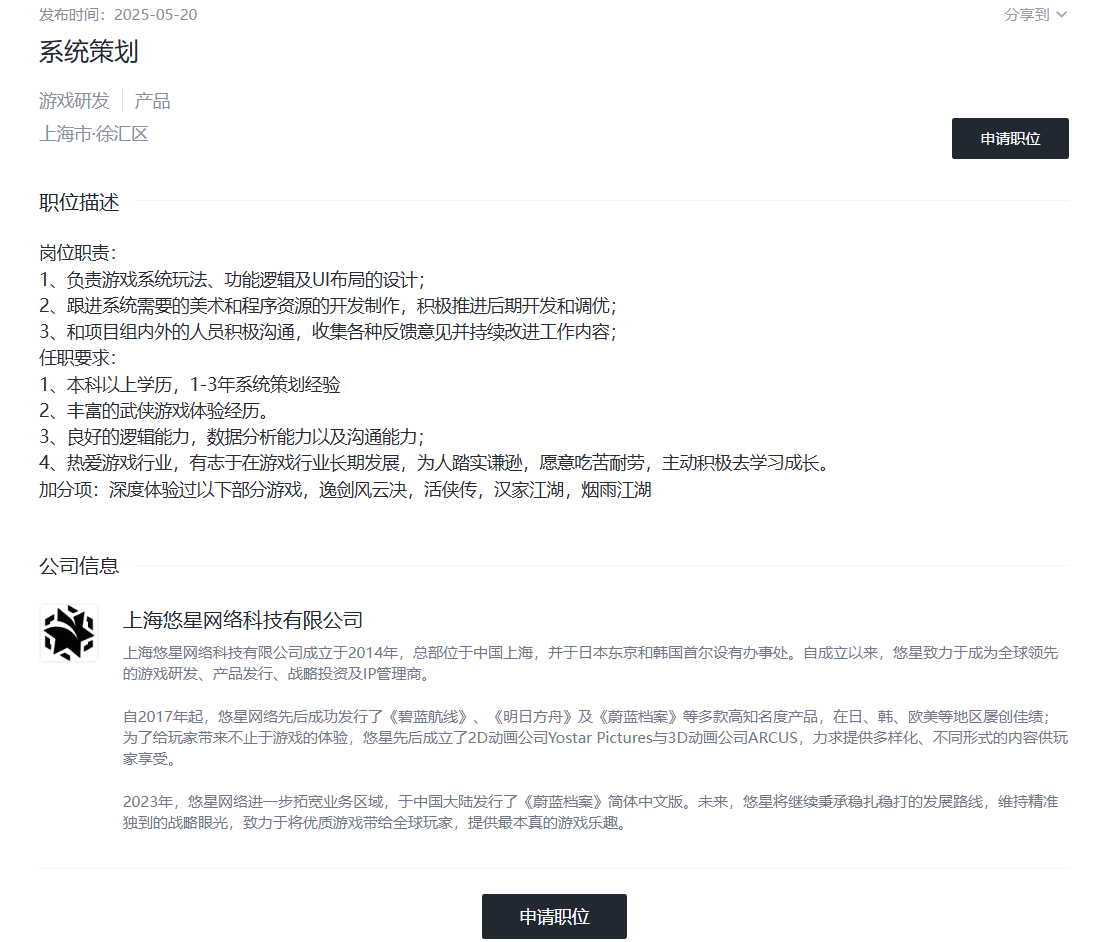 发布时间：2025-05-20
分享到
系统策划
游戏研发 产品
上海市·徐汇区
申请职位
职位描述
岗位职责：
1、负责游戏系统玩法、功能逻辑及UI布局的设计；
2、跟进系统需要的美术和程序资源的开发制作，积极推进后期开发和调优；
3、和项目组内外的人员积极沟通，收集各种反馈意见并持续改进工作内容；
任职要求：
1、本科以上学历，1-3年系统策划经验
2、丰富的武侠游戏体验经历。
3、良好的逻辑能力，数据分析能力以及沟通能力；
4、热爱游戏行业，有志于在游戏行业长期发展，为人踏实谦逊，愿意吃苦耐劳，主动积极去学习成长。
加分项：深度体验过以下部分游戏，逸剑风云决，活侠传，汉家江湖，烟雨江湖
公司信息
上海悠星网络科技有限公司
上海悠星网络科技有限公司成立于2014年，总部位于中国上海，并于日本东京和韩国首尔设有办事处。自成立以来，悠星致力于成为全球领先
的游戏研发、产品发行、战略投资及IP管理商。
自2017年起，悠星网络先后成功发行了《碧蓝航线》、《明日方舟》及《蔚蓝档案》等多款高知名度产品，在日、韩、欧美等地区屡创佳绩；
为了给玩家带来不止于游戏的体验，悠星先后成立了2D动画公司Yostar Pictures与3D动画公司ARCUS，力求提供多样化、不同形式的内容供玩
家享受。
2023年，悠星网络进一步拓宽业务区域，于中国大陆发行了《蔚蓝档案》简体中文版。未来，悠星将继续秉承稳扎稳打的发展路线，维持精准
独到的战略眼光，致力于将优质游戏带给全球玩家，提供最本真的游戏乐趣。
申请职位